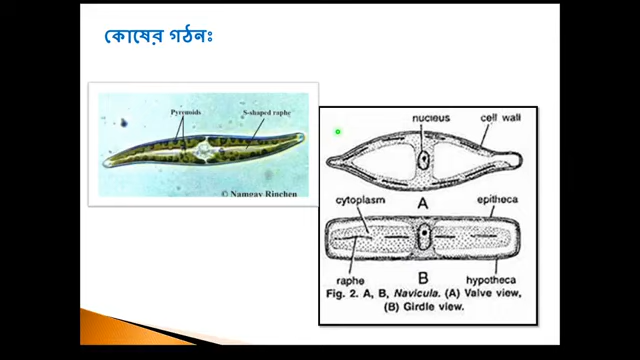 কোষের গঠনঃ
Pyrenoids
S-shaped raphe
© Namgay Rinchen
nucleus
cell wall
A
cytoplasm
epitheca
raphe
B
hypotheca
Fig. 2. A, B, Navicula. (A) Valve view,
(B) Girdle view.